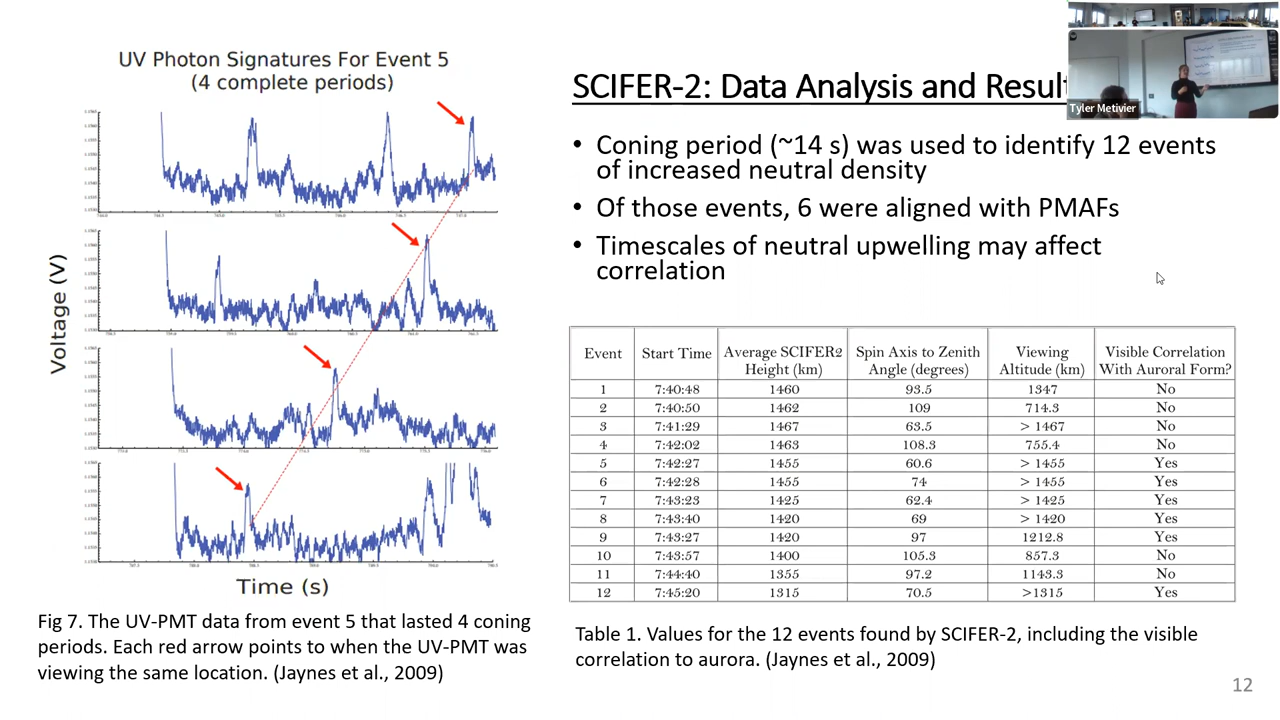 UV Photon Signatures For Event 5
(4 complete periods)
Voltage (V)
Time (s)
Fig 7. The UV-PMT data from event 5 that lasted 4 coning
periods. Each red arrow points to when the UV-PMT was
viewing the same location. (Jaynes et al., 2009)
SCIFER-2: Data Analysis and Result
Tyler Metivier
• Coning period (~14 s) was used to identify 12 events
of increased neutral density
• Of those events, 6 were aligned with PMAFs
• Timescales of neutral upwelling may affect
correlation
Event Start Time Average SCIFER2 Height (km) Spin Axis to Zenith Angle (degrees) Viewing Altitude (km) Visible Correlation With Auroral Form?
1 7:40:48 1460 93.5 1347 No
2 7:40:50 1462 109 714.3 No
3 7:41:29 1467 63.5 > 1467 No
4 7:42:02 1463 108.3 755.4 No
5 7:42:27 1455 60.6 > 1455 Yes
6 7:42:28 1455 74 > 1455 Yes
7 7:43:23 1425 62.4 > 1425 Yes
8 7:43:40 1420 69 > 1420 Yes
9 7:43:27 1420 97 1212.8 Yes
10 7:43:57 1400 105.3 857.3 No
11 7:44:40 1355 97.2 1143.3 No
12 7:45:20 1315 70.5 >1315 Yes
Table 1. Values for the 12 events found by SCIFER-2, including the visible
correlation to aurora. (Jaynes et al., 2009)
12